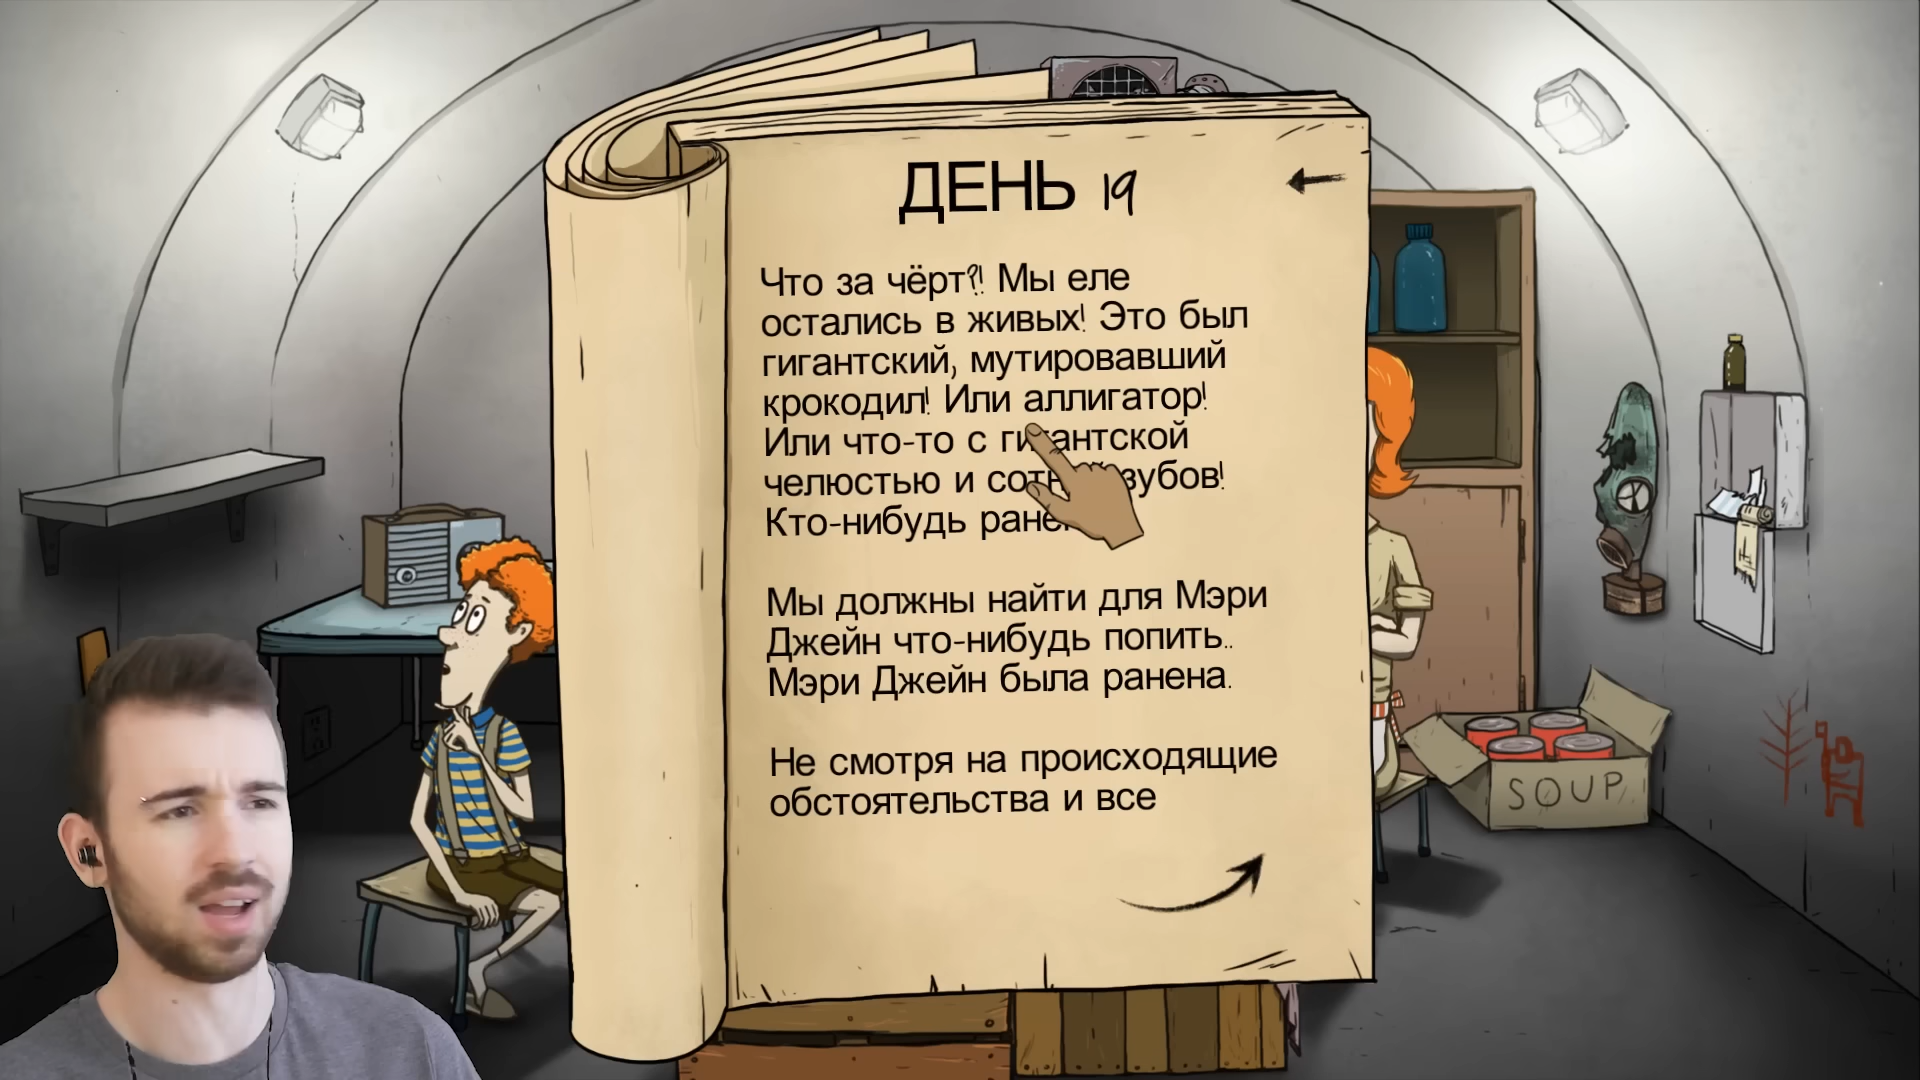 ДЕНЬ 19
Что за чёрт?! Мы еле
остались в живых! Это был
гигантский, мутировавший
крокодил! Или аллигатор!
Или что-то с гигантской
челюстью и зубов!
Кто-нибудь
Мы должны найти для Мэри
Джейн что-нибудь попить..
Мэри Джейн была ранена.
Не смотря на происходящие
обстоятельства и все
SOUP